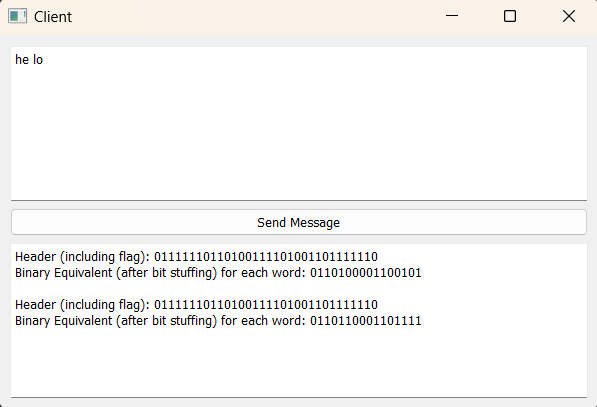 Client
he lo
Send Message
Header (including flag): 01111110110100111101001101111110
Binary Equivalent (after bit stuffing) for each word: 0110100001100101
Header (including flag): 01111110110100111101001101111110
Binary Equivalent (after bit stuffing) for each word: 0110110001101111